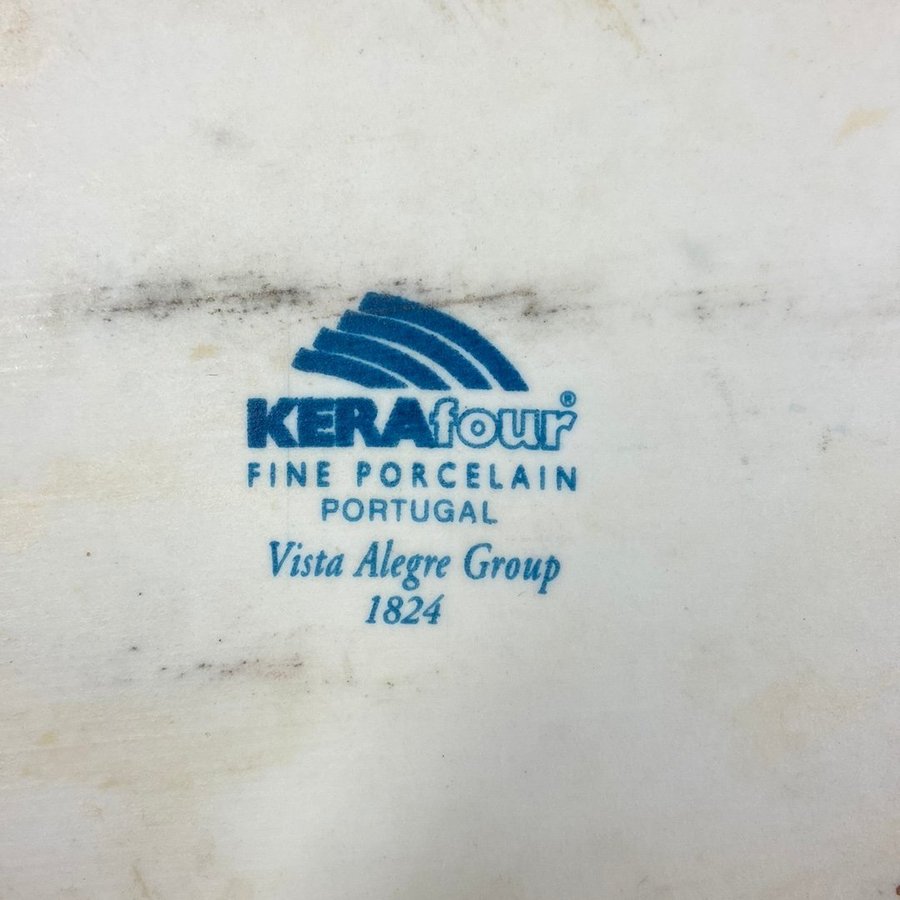 KERAfour®
FINE PORCELAIN
PORTUGAL
Vista Alegre Group
1824